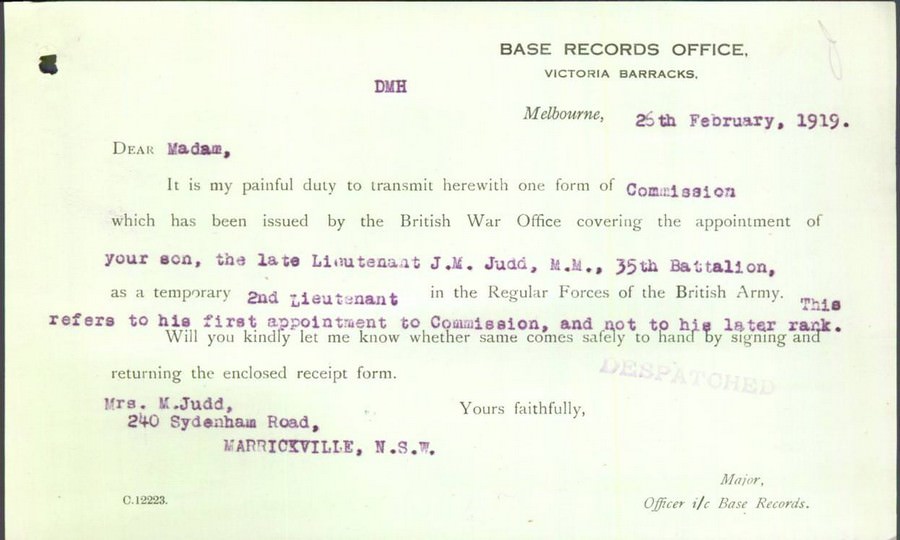 BASE RECORDS OFFICE,
VICTORIA BARRACKS,
DMH
Melbourne, 26th February, 1919.
DEAR Madam,
It is my painful duty to transmit herewith one form of Commission
which has been issued by the British War Office covering the appointment of
your son, the late Lieutenant J.M. Judd, M.M., 35th Battalion,
as a temporary 2nd Lieutenant in the Regular Forces of the British Army. This
refers to his first appointment to Commission, and not to his later rank.
Will you kindly let me know whether same comes safely to hand by signing and
returning the enclosed receipt form.
DESPATCHED
Mrs. M.Judd,
Yours faithfully,
240 Sydenham Road,
MARRICKVILLE, N.S.W.
Major,
C.12223.
Officer i/c Base Records.